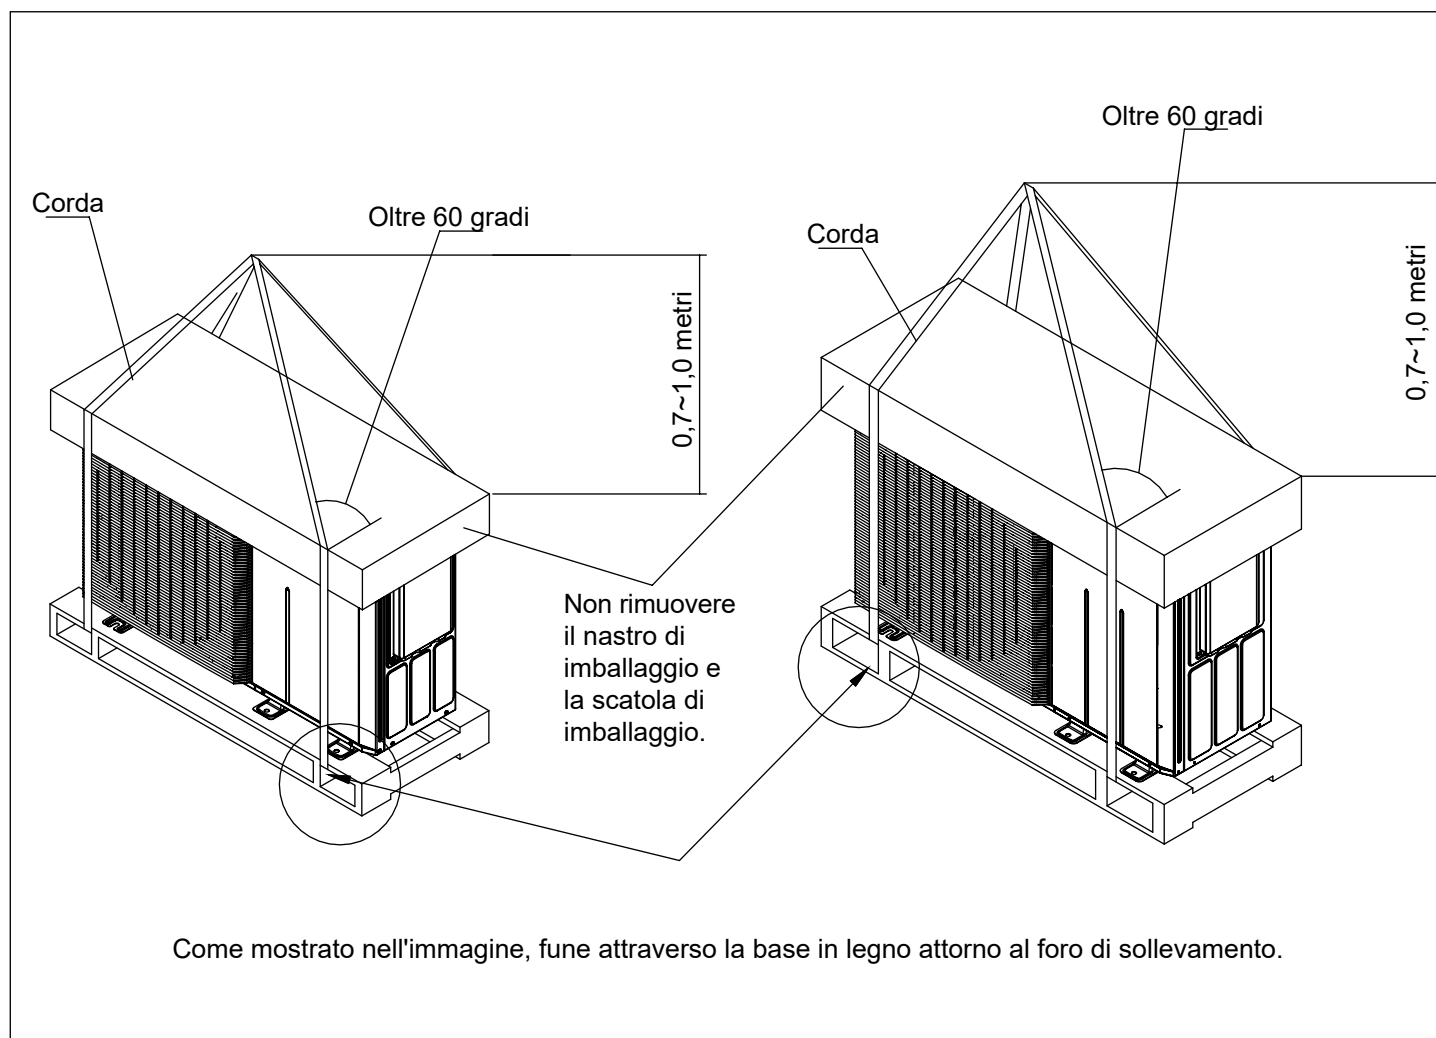 Oltre 60 gradi
Corda
Oltre 60 gradi
Corda
0,7~1,0 metri
0,7~1,0 metri
Non rimuovere
il nastro di
imballaggio e
la scatola di
imballaggio.
Come mostrato nell'immagine, fune attraverso la base in legno attorno al foro di sollevamento.